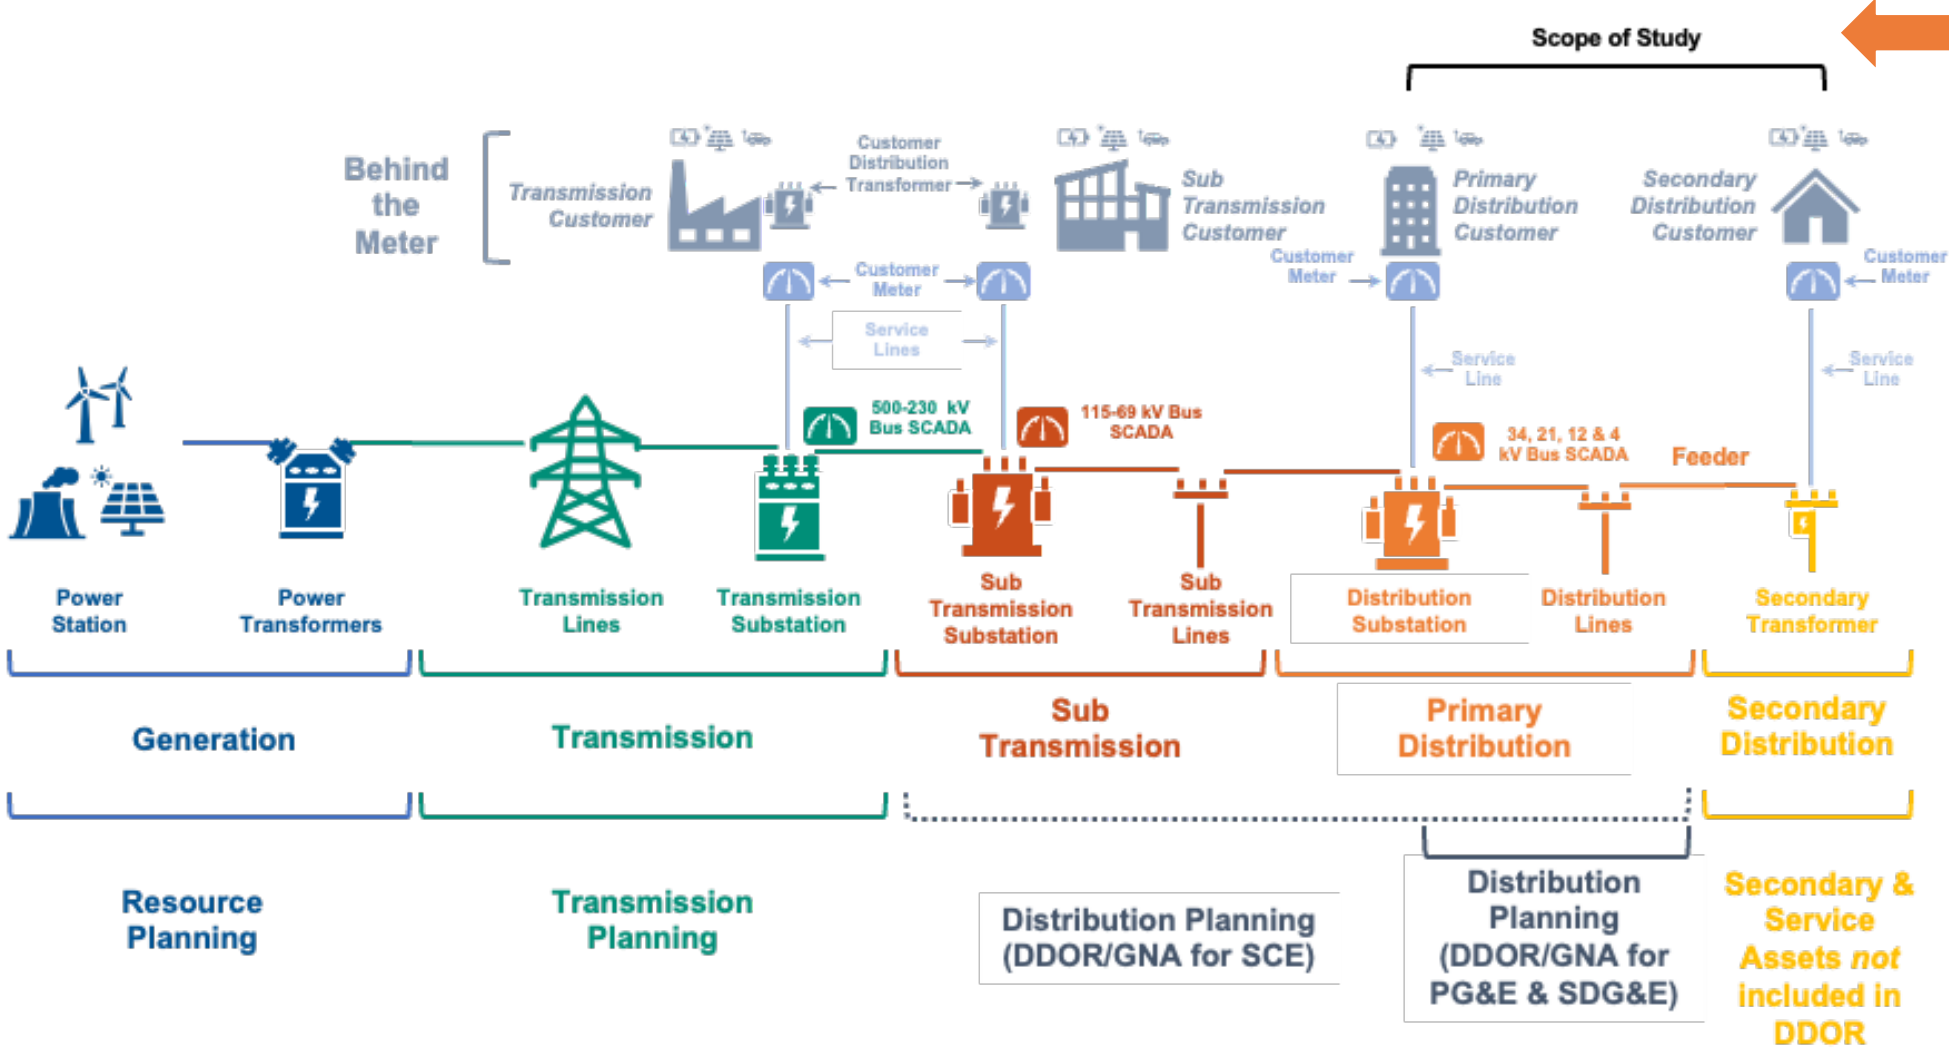 Scope of Study
Behind
the
Meter
Transmission
Customer
Customer
Distribution
Transformer
Sub
Transmission
Customer
Primary
Distribution
Customer
Secondary
Distribution
Customer
Customer
Meter
Customer
Meter
Customer
Meter
Service
Lines
Service
Line
Service
Line
500-230 kV
Bus SCADA
115-69 kV Bus
SCADA
34, 21, 12 & 4
kV Bus SCADA
Feeder
Power
Station
Power
Transformers
Transmission
Lines
Transmission
Substation
Sub
Transmission
Substation
Sub
Transmission
Lines
Distribution
Substation
Distribution
Lines
Secondary
Transformer
Generation
Transmission
Sub
Transmission
Primary
Distribution
Secondary
Distribution
Resource
Planning
Transmission
Planning
Distribution Planning
(DDOR/GNA for SCE)
Distribution
Planning
(DDOR/GNA for
PG&E & SDG&E)
Secondary &
Service
Assets not
included in
DDOR